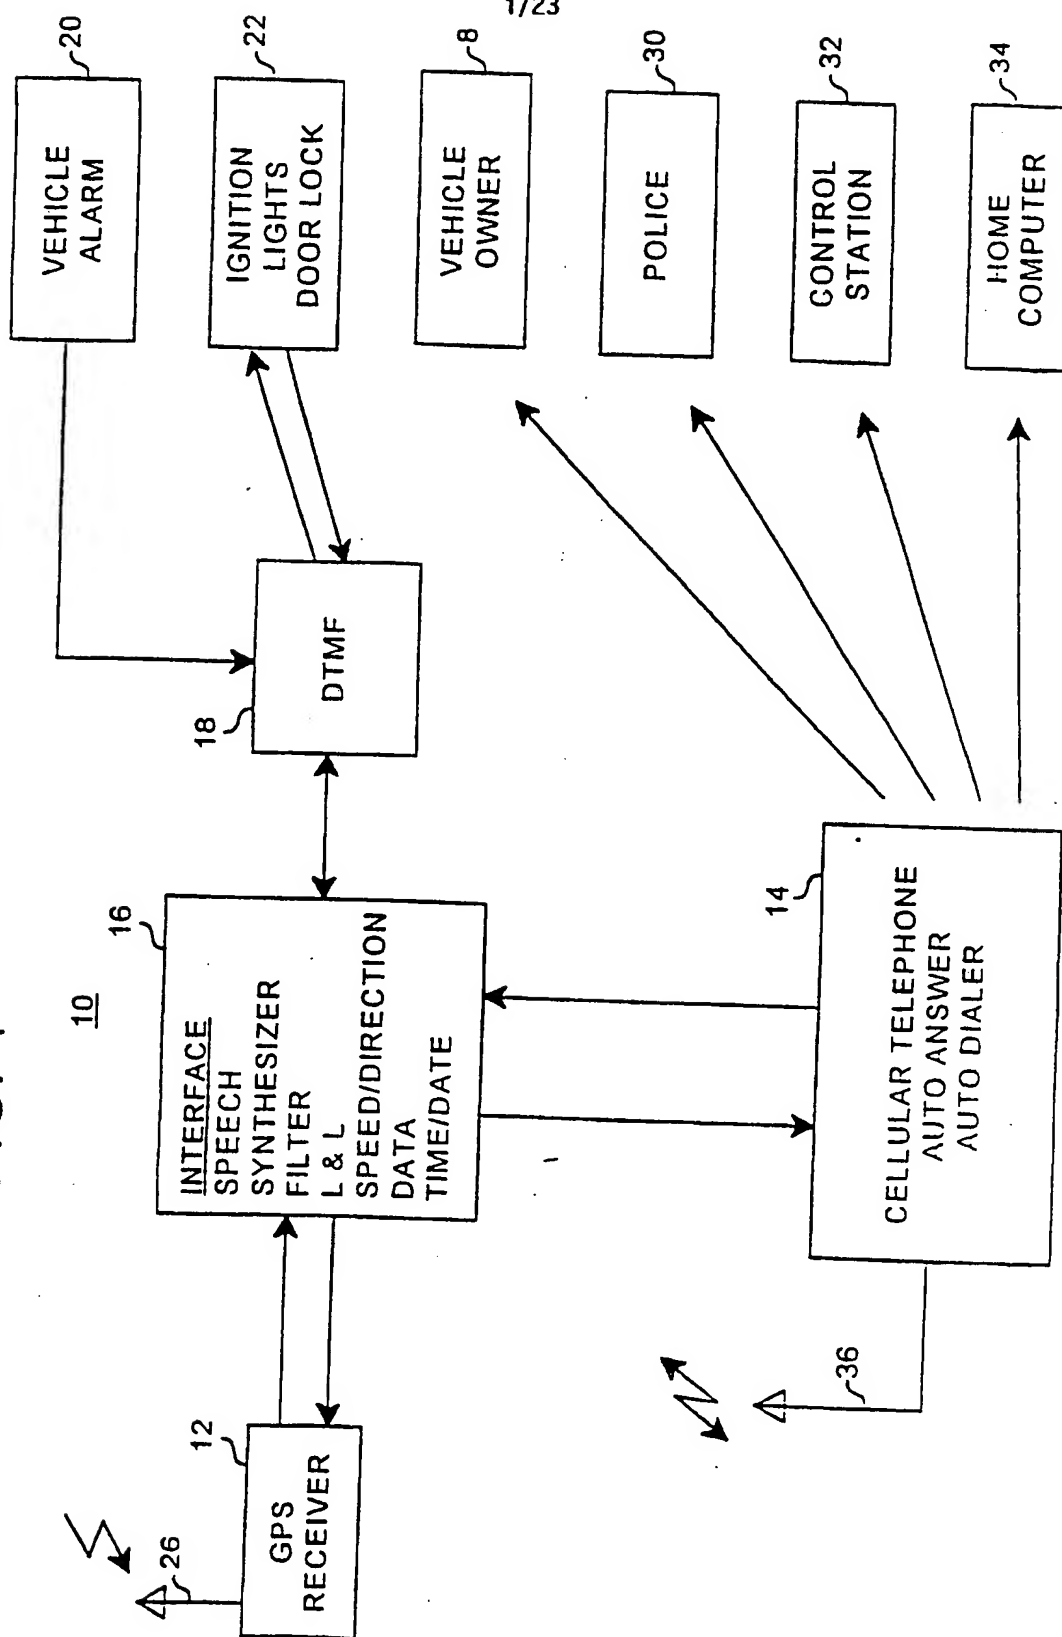 1/23
10
26
12
GPS
RECEIVER
16
INTERFACE
SPEECH
SYNTHESIZER
FILTER
L & L
SPEED/DIRECTION
DATA
TIME/DATE
18
DTMF
20
VEHICLE
ALARM
22
IGNITION
LIGHTS
DOOR LOCK
8
VEHICLE
OWNER
30
POLICE
32
CONTROL
STATION
34
HOME
COMPUTER
14
CELLULAR TELEPHONE
AUTO ANSWER
AUTO DIALER
36